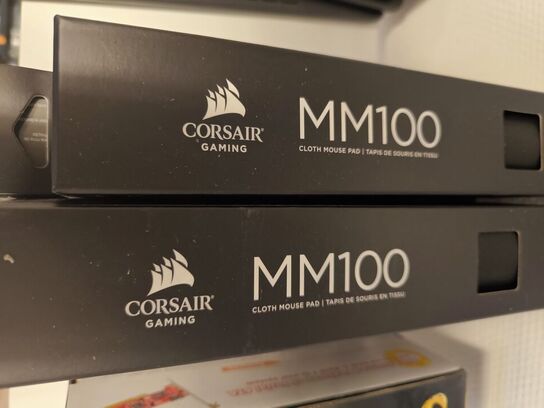 CORSAIR
GAMING
MM100
CLOTH MOUSE PAD | TAPIS DE SOURIS EN TISSU
CORSAIR
GAMING
MM100
CLOTH MOUSE PAD | TAPIS DE SOURIS EN TISSU